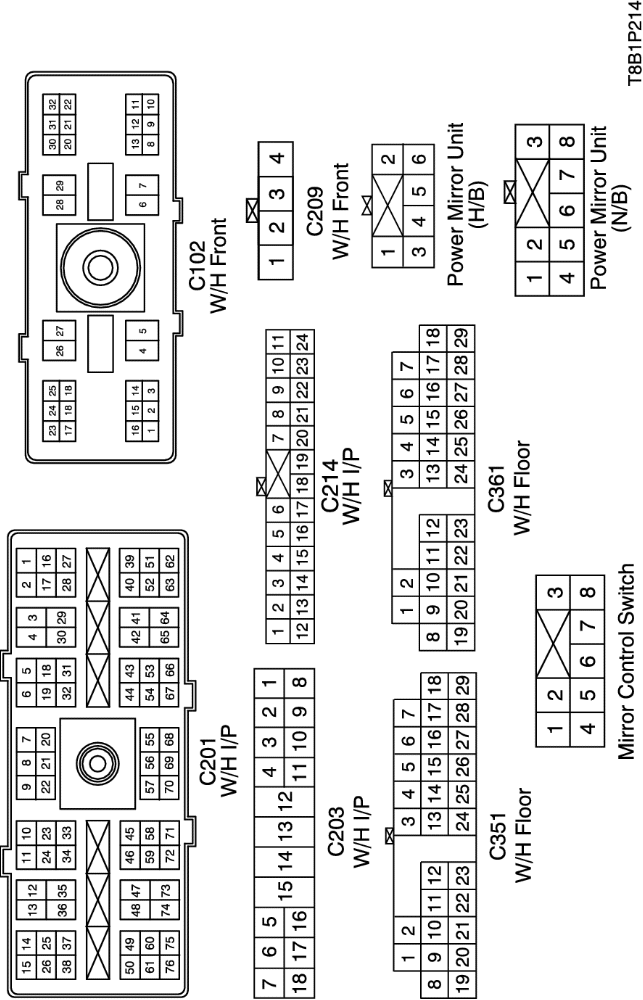 15 14 13 12 11 10 9 8 7 6 5 4 3 2 1
26 25 24 23 22 21 20 19 18 17 16
38 37 36 35 34 33 32 31 30 29 28 27
50 49 48 47 46 45 44 43 42 41 40 39
61 60 59 58 57 56 55 54 53 52 51
76 75 74 73 72 71 70 69 68 67 66 65 64 63 62
C201
W/H I/P
23 24 25 26 27 28 29 30 31 32
17 18 18 20 21 22
16 15 14 4 5 6 7 13 12 11
1 2 3 8 9 10
C102
W/H Front
7 6 5 15 14 13 12 4 3 2 1
18 17 16 11 10 9 8
C203
W/H I/P
1 2 3 4 5 6 7 8 9 10 11
12 13 14 15 16 17 18 19 20 21 22 23 24
C214
W/H I/P
1 2 3 4
C209
W/H Front
1 2 3 4 5 6 7
8 9 10 11 12 13 14 15 16 17 18
19 20 21 22 23 24 25 26 27 28 29
C351
W/H Floor
1 2 3 4 5 6 7
8 9 10 11 12 13 14 15 16 17 18
19 20 21 22 23 24 25 26 27 28 29
C361
W/H Floor
1 2
3 4 5 6
Power Mirror Unit
(H/B)
1 2 3
4 5 6 7 8
Mirror Control Switch
1 2 3
4 5 6 7 8
Power Mirror Unit
(N/B)
T8B1P214